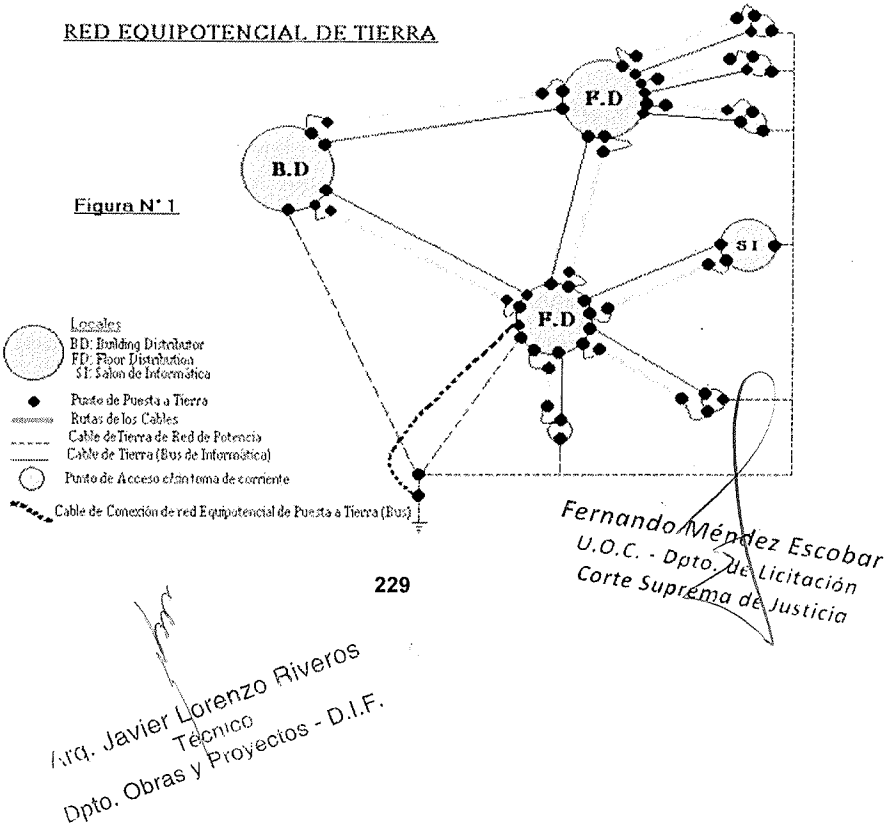 RED EQUIPOTENCIAL DE TIERRA
F.D
B.D
Figura N° 1
S I
F.D
Locales
BD: Building Distributor
FD: Floor Distribution
SI: Salon de Informática
Punto de Puesta a Tierra
Rutas de los Cables
Cable de Tierra de Red de Potencia
Cable de Tierra (Bus de Informática)
Punto de Acceso c/sin toma de corriente
Cable de Conexión de red Equipotencial de Puesta a Tierra (Bus)
Fernando Méndez Escobar
U.O.C. - Dpto. de Licitación
Corte Suprema de Justicia
229
Arq. Javier Lorenzo Riveros
Técnico
Dpto. Obras y Proyectos - D.I.F.